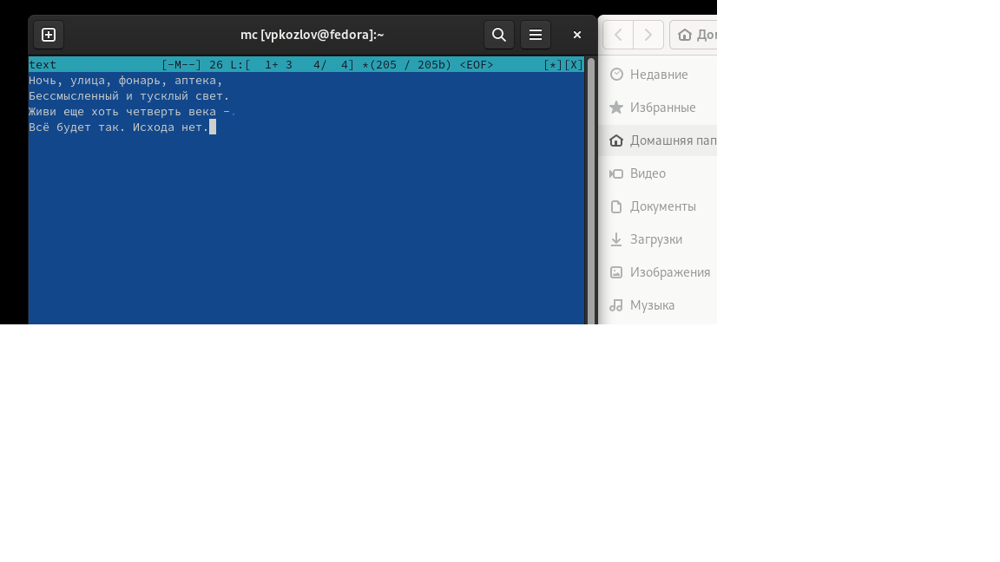 mc [vpkozlov@fedora]:~
text [-M--] 26 L:[ 1+ 3 4/ 4] *(205 / 205b) <EOF> [*][X]
Ночь, улица, фонарь, аптека,
Бессмысленный и тусклый свет.
Живи еще хоть четверть века -.
Всё будет так. Исхода нет.
Недавние
Избранные
Домашняя пап
Видео
Документы
Загрузки
Изображения
Музыка